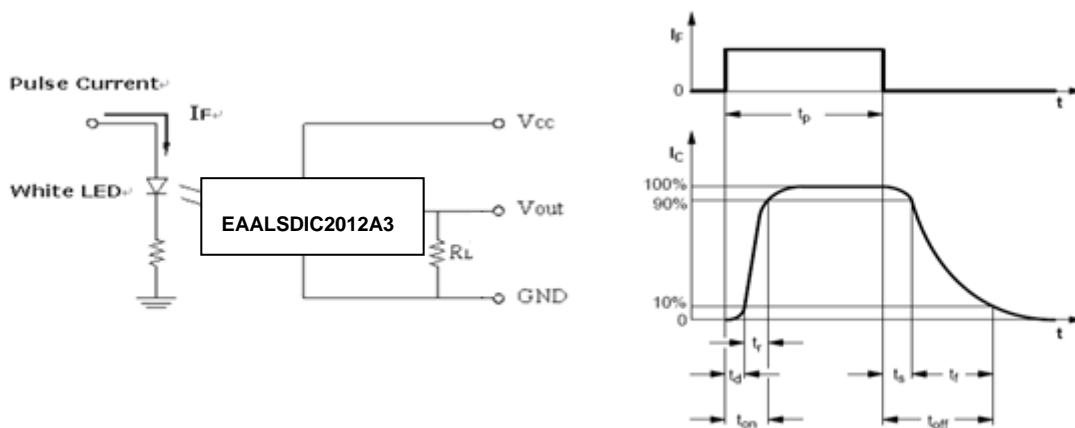 Pulse Current
IF
White LED
EAALSDIC2012A3
Vcc
Vout
RL
GND
IF
0
t
tp
IC
100%
90%
10%
0
t
tr
td
ts
tf
ton
toff